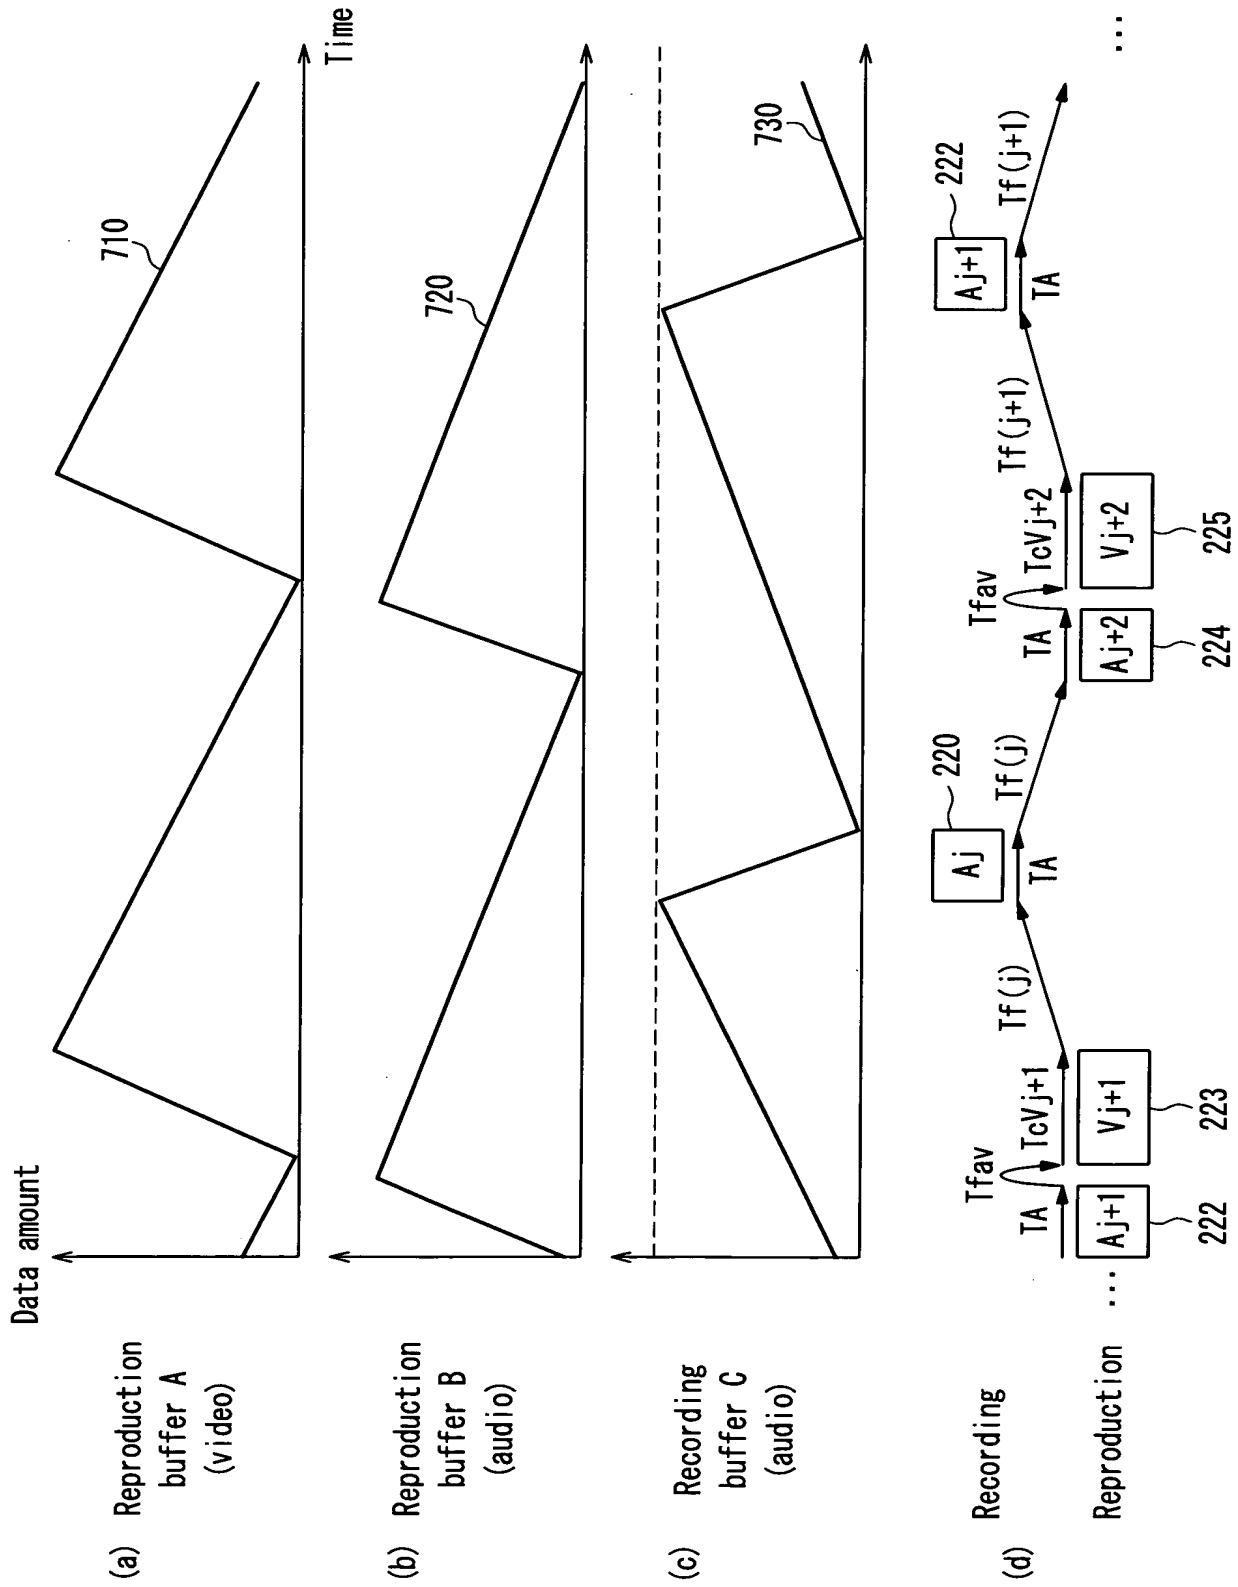 Data amount
Time
(a)
Reproduction
buffer A
(video)
710
(b)
Reproduction
buffer B
(audio)
720
(c)
Recording
buffer C
(audio)
730
(d)
Recording
Reproduction
Aj
220
Aj+1
222
TA
Tfav
TcVj+1
Tf(j)
TA
Tf(j)
TA
Tfav
TcVj+2
Tf(j+1)
TA
Tf(j+1)
...
...
Aj+1
222
Vj+1
223
Aj+2
224
Vj+2
225